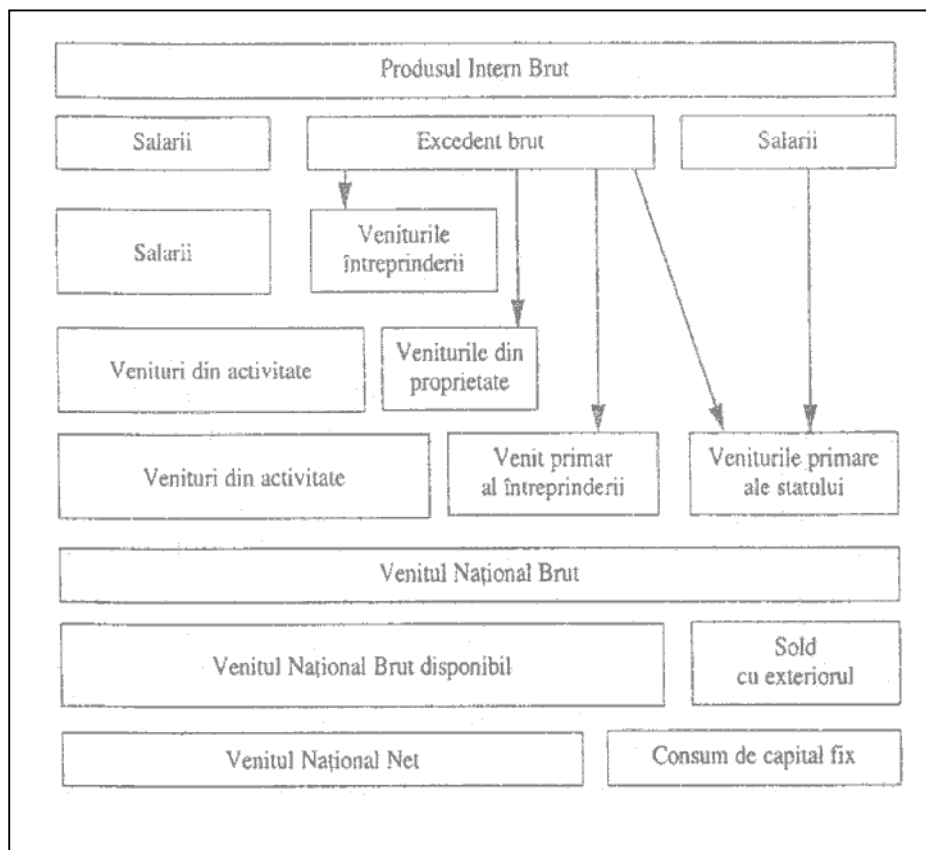 Produsul Intern Brut
Salarii
Excedent brut
Salarii
Salarii
Veniturile
întreprinderii
Venituri din activitate
Veniturile din
proprietate
Venituri din activitate
Venit primar
al întreprinderii
Veniturile primare
ale statului
Venitul Național Brut
Venitul Național Brut disponibil
Sold
cu exteriorul
Venitul Național Net
Consum de capital fix